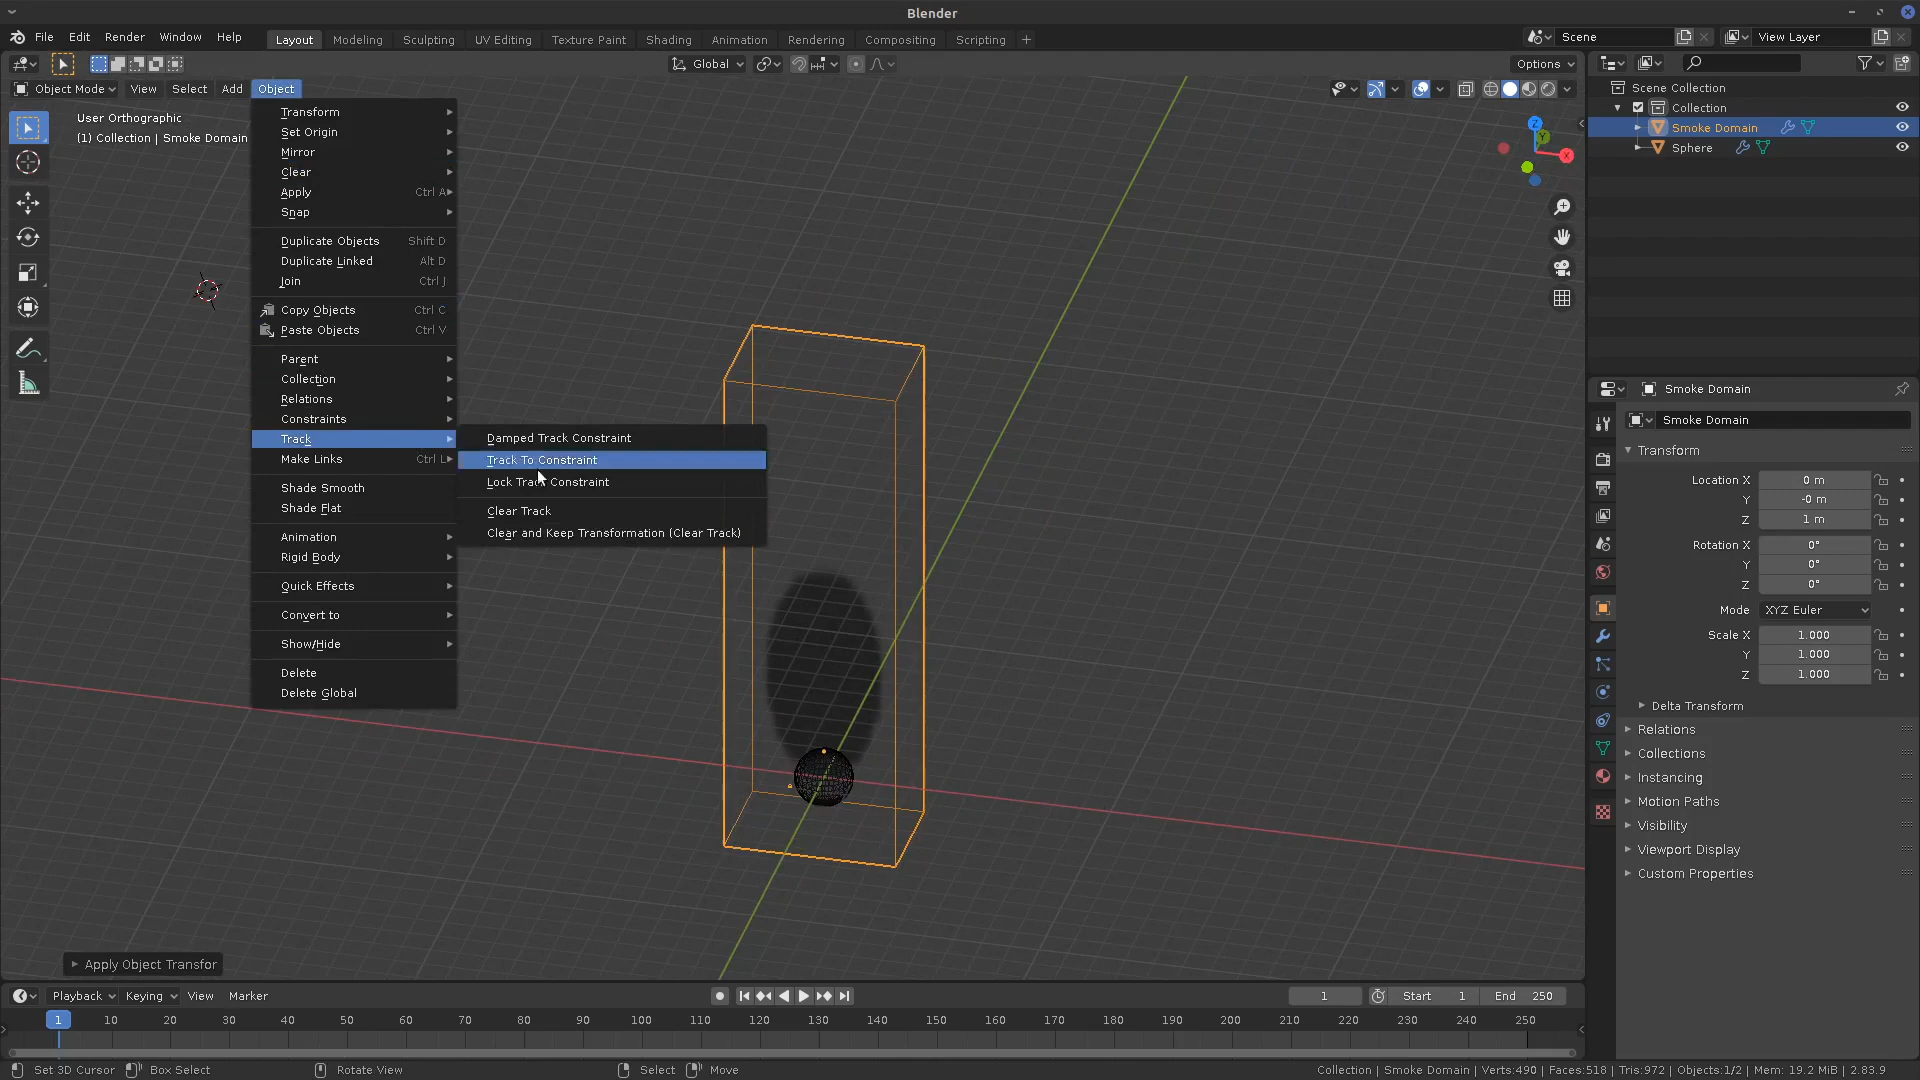 Blender
File Edit Render Window Help
Layout Modeling Sculpting UV Editing Texture Paint Shading Animation Rendering Compositing Scripting +
Scene
View Layer
Global
Options
Object Mode View Select Add Object
User Orthographic
(1) Collection | Smoke Domain
Transform
Set Origin
Mirror
Clear
Apply Ctrl A
Snap
Duplicate Objects Shift D
Duplicate Linked Alt D
Join Ctrl J
Copy Objects Ctrl C
Paste Objects Ctrl V
Parent
Collection
Relations
Constraints
Track
Make Links Ctrl L
Shade Smooth
Shade Flat
Animation
Rigid Body
Quick Effects
Convert to
Show/Hide
Delete
Delete Global
Damped Track Constraint
Track To Constraint
Lock Track Constraint
Clear Track
Clear and Keep Transformation (Clear Track)
Z
Y
X
Scene Collection
Collection
Smoke Domain
Sphere
Smoke Domain
Smoke Domain
Transform
Location X 0 m
Y -0 m
Z 1 m
Rotation X 0°
Y 0°
Z 0°
Mode XYZ Euler
Scale X 1.000
Y 1.000
Z 1.000
Delta Transform
Relations
Collections
Instancing
Motion Paths
Visibility
Viewport Display
Custom Properties
Apply Object Transfor
Playback Keying View Marker
1
Start 1
End 250
1 10 20 30 40 50 60 70 80 90 100 110 120 130 140 150 160 170 180 190 200 210 220 230 240 250
Set 3D Cursor Box Select Rotate View Select Move
Collection | Smoke Domain | Verts:490 | Faces:518 | Tris:972 | Objects:1/2 | Mem: 19.2 MiB | 2.83.9